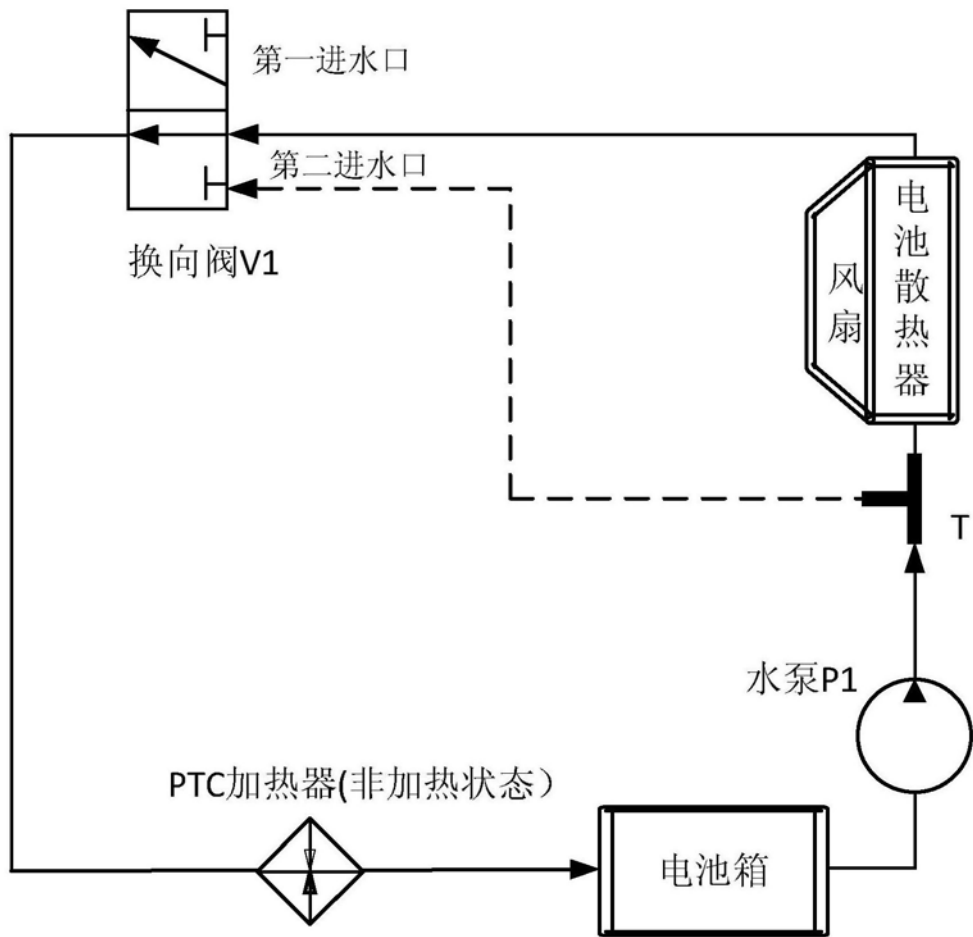 第一进水口
第二进水口
换向阀V1
电池散热器
风扇
T
水泵P1
PTC加热器(非加热状态）
电池箱